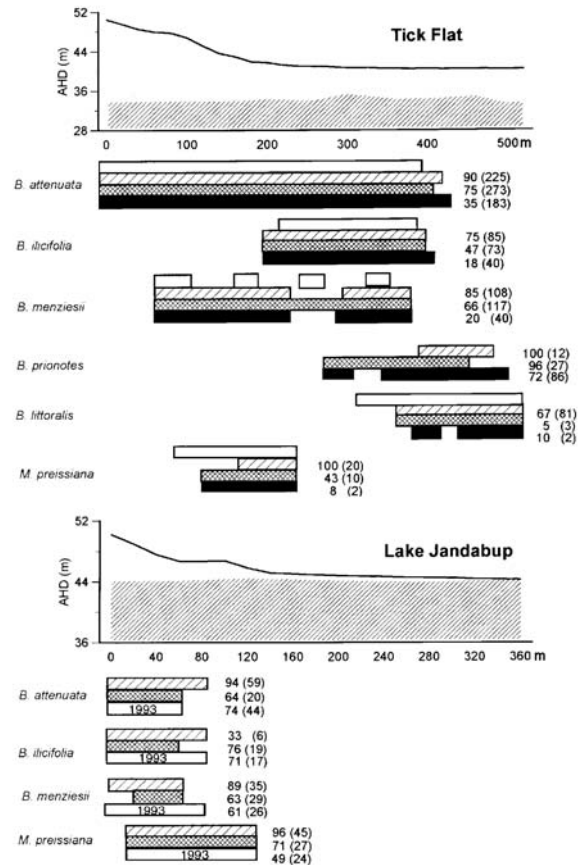 52
Tick Flat
44
AHD (m)
36
28
0 100 200 300 400 500 m
B. attenuata
90 (225)
75 (273)
35 (183)
B. ilicifolia
75 (85)
47 (73)
18 (40)
B. menziesii
85 (108)
66 (117)
20 (40)
B. prionotes
100 (12)
96 (27)
72 (86)
B. littoralis
67 (81)
5 (3)
10 (2)
M. preissiana
100 (20)
43 (10)
8 (2)
52
Lake Jandabup
AHD (m)
44
36
0 40 80 120 160 200 240 280 320 360 m
B. attenuata
94 (59)
64 (20)
1993 74 (44)
B. ilicifolia
33 (6)
76 (19)
1993 71 (17)
B. menziesii
89 (35)
63 (29)
1993 61 (26)
M. preissiana
96 (45)
71 (27)
1993 49 (24)